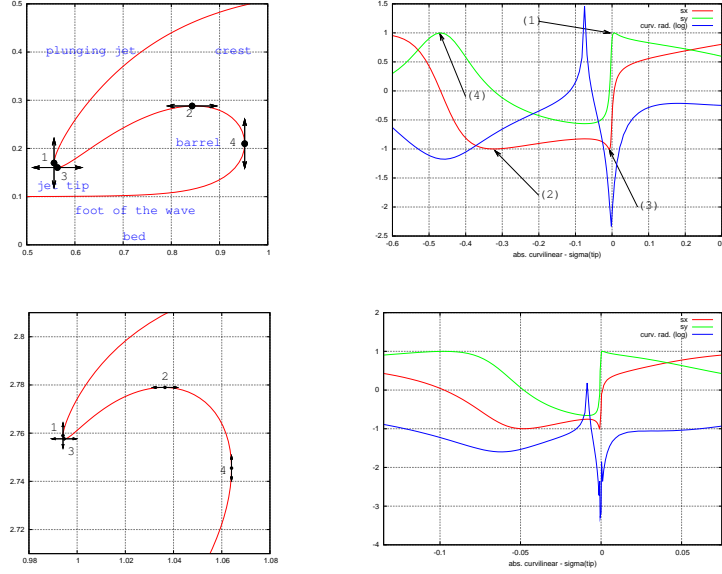 0.5
0.4
0.3
0.2
0.1
0
0.5 0.6 0.7 0.8 0.9 1
plunging jet
crest
2
barrel
4
1
3
jet tip
foot of the wave
bed
1.5
1
0.5
0
-0.5
-1
-1.5
-2
-2.5
-0.6 -0.5 -0.4 -0.3 -0.2 -0.1 0 0.1 0.2 0.3
abs. curvilinear - sigma(tip)
sx
sy
curv. rad. (log)
(1)
(4)
(2)
(3)
2.8
2.78
2.76
2.74
2.72
0.98 1 1.02 1.04 1.06 1.08
2
1
3
4
2
1
0
-1
-2
-3
-4
-0.1 -0.05 0 0.05
abs. curvilinear - sigma(tip)
sx
sy
curv. rad. (log)